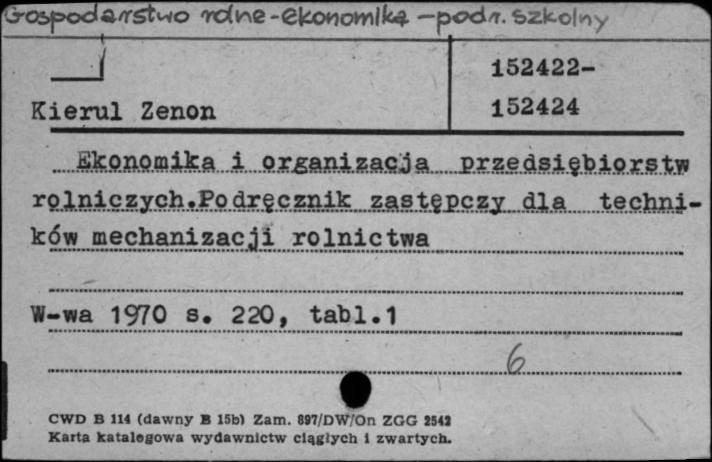 Gospodarstwo rolne-ekonomika - podr. szkolny
152422-
Kierul Zenon
152424
Ekonomika i organizacja przedsiębiorstw
rolniczych.Podręcznik zastępczy dla techni-
ków mechanizacji rolnictwa
W-wa 1970 s. 220, tabl.1
6
CWD B 114 (dawny B 15b) Zam. 897/DW/On ZGG 2542
Karta katalogowa wydawnictw ciągłych i zwartych.